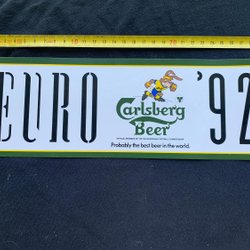 EURO '92
Carlsberg
Beer
Probably the best beer in the world.